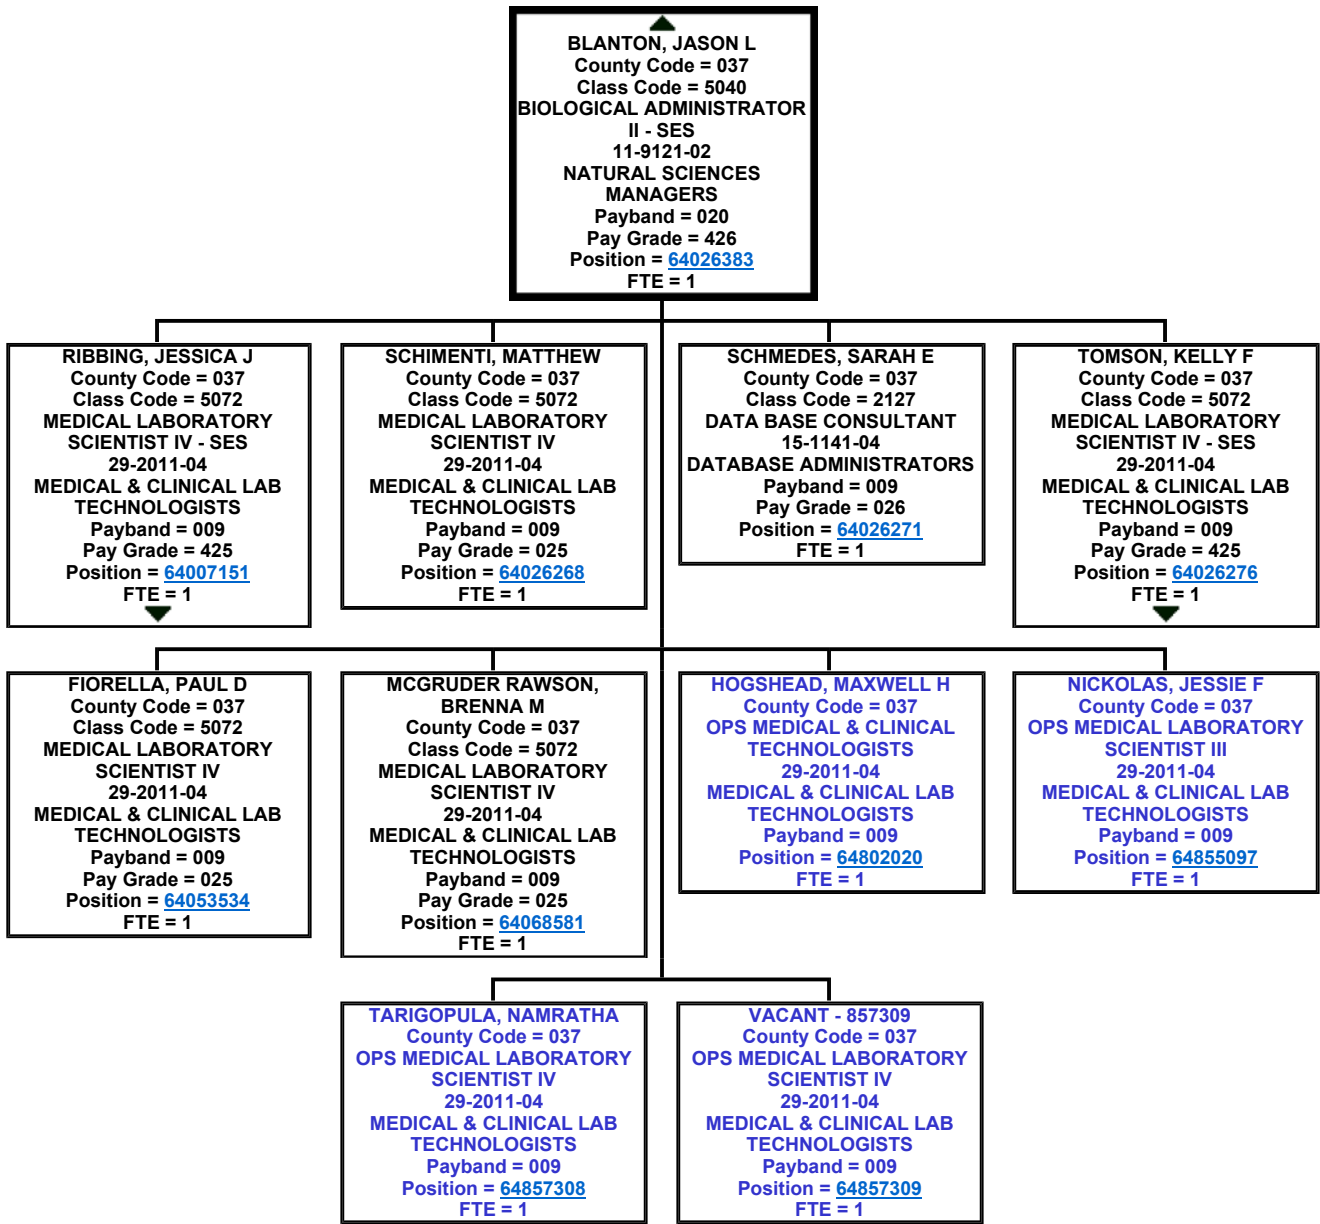 BLANTON, JASON L
County Code = 037
Class Code = 5040
BIOLOGICAL ADMINISTRATOR
II - SES
11-9121-02
NATURAL SCIENCES
MANAGERS
Payband = 020
Pay Grade = 426
Position = 64026383
FTE = 1
RIBBING, JESSICA J
County Code = 037
Class Code = 5072
MEDICAL LABORATORY
SCIENTIST IV - SES
29-2011-04
MEDICAL & CLINICAL LAB
TECHNOLOGISTS
Payband = 009
Pay Grade = 425
Position = 64007151
FTE = 1
SCHIMENTI, MATTHEW
County Code = 037
Class Code = 5072
MEDICAL LABORATORY
SCIENTIST IV
29-2011-04
MEDICAL & CLINICAL LAB
TECHNOLOGISTS
Payband = 009
Pay Grade = 025
Position = 64026268
FTE = 1
SCHMEDES, SARAH E
County Code = 037
Class Code = 2127
DATA BASE CONSULTANT
15-1141-04
DATABASE ADMINISTRATORS
Payband = 009
Pay Grade = 026
Position = 64026271
FTE = 1
TOMSON, KELLY F
County Code = 037
Class Code = 5072
MEDICAL LABORATORY
SCIENTIST IV - SES
29-2011-04
MEDICAL & CLINICAL LAB
TECHNOLOGISTS
Payband = 009
Pay Grade = 425
Position = 64026276
FTE = 1
FIORELLA, PAUL D
County Code = 037
Class Code = 5072
MEDICAL LABORATORY
SCIENTIST IV
29-2011-04
MEDICAL & CLINICAL LAB
TECHNOLOGISTS
Payband = 009
Pay Grade = 025
Position = 64053534
FTE = 1
MCGRUDER RAWSON,
BRENNA M
County Code = 037
Class Code = 5072
MEDICAL LABORATORY
SCIENTIST IV
29-2011-04
MEDICAL & CLINICAL LAB
TECHNOLOGISTS
Payband = 009
Pay Grade = 025
Position = 64068581
FTE = 1
HOGSHEAD, MAXWELL H
County Code = 037
OPS MEDICAL & CLINICAL
TECHNOLOGISTS
29-2011-04
MEDICAL & CLINICAL LAB
TECHNOLOGISTS
Payband = 009
Position = 64802020
FTE = 1
NICKOLAS, JESSIE F
County Code = 037
OPS MEDICAL LABORATORY
SCIENTIST III
29-2011-04
MEDICAL & CLINICAL LAB
TECHNOLOGISTS
Payband = 009
Position = 64855097
FTE = 1
TARIGOPULA, NAMRATHA
County Code = 037
OPS MEDICAL LABORATORY
SCIENTIST IV
29-2011-04
MEDICAL & CLINICAL LAB
TECHNOLOGISTS
Payband = 009
Position = 64857308
FTE = 1
VACANT - 857309
County Code = 037
OPS MEDICAL LABORATORY
SCIENTIST IV
29-2011-04
MEDICAL & CLINICAL LAB
TECHNOLOGISTS
Payband = 009
Position = 64857309
FTE = 1